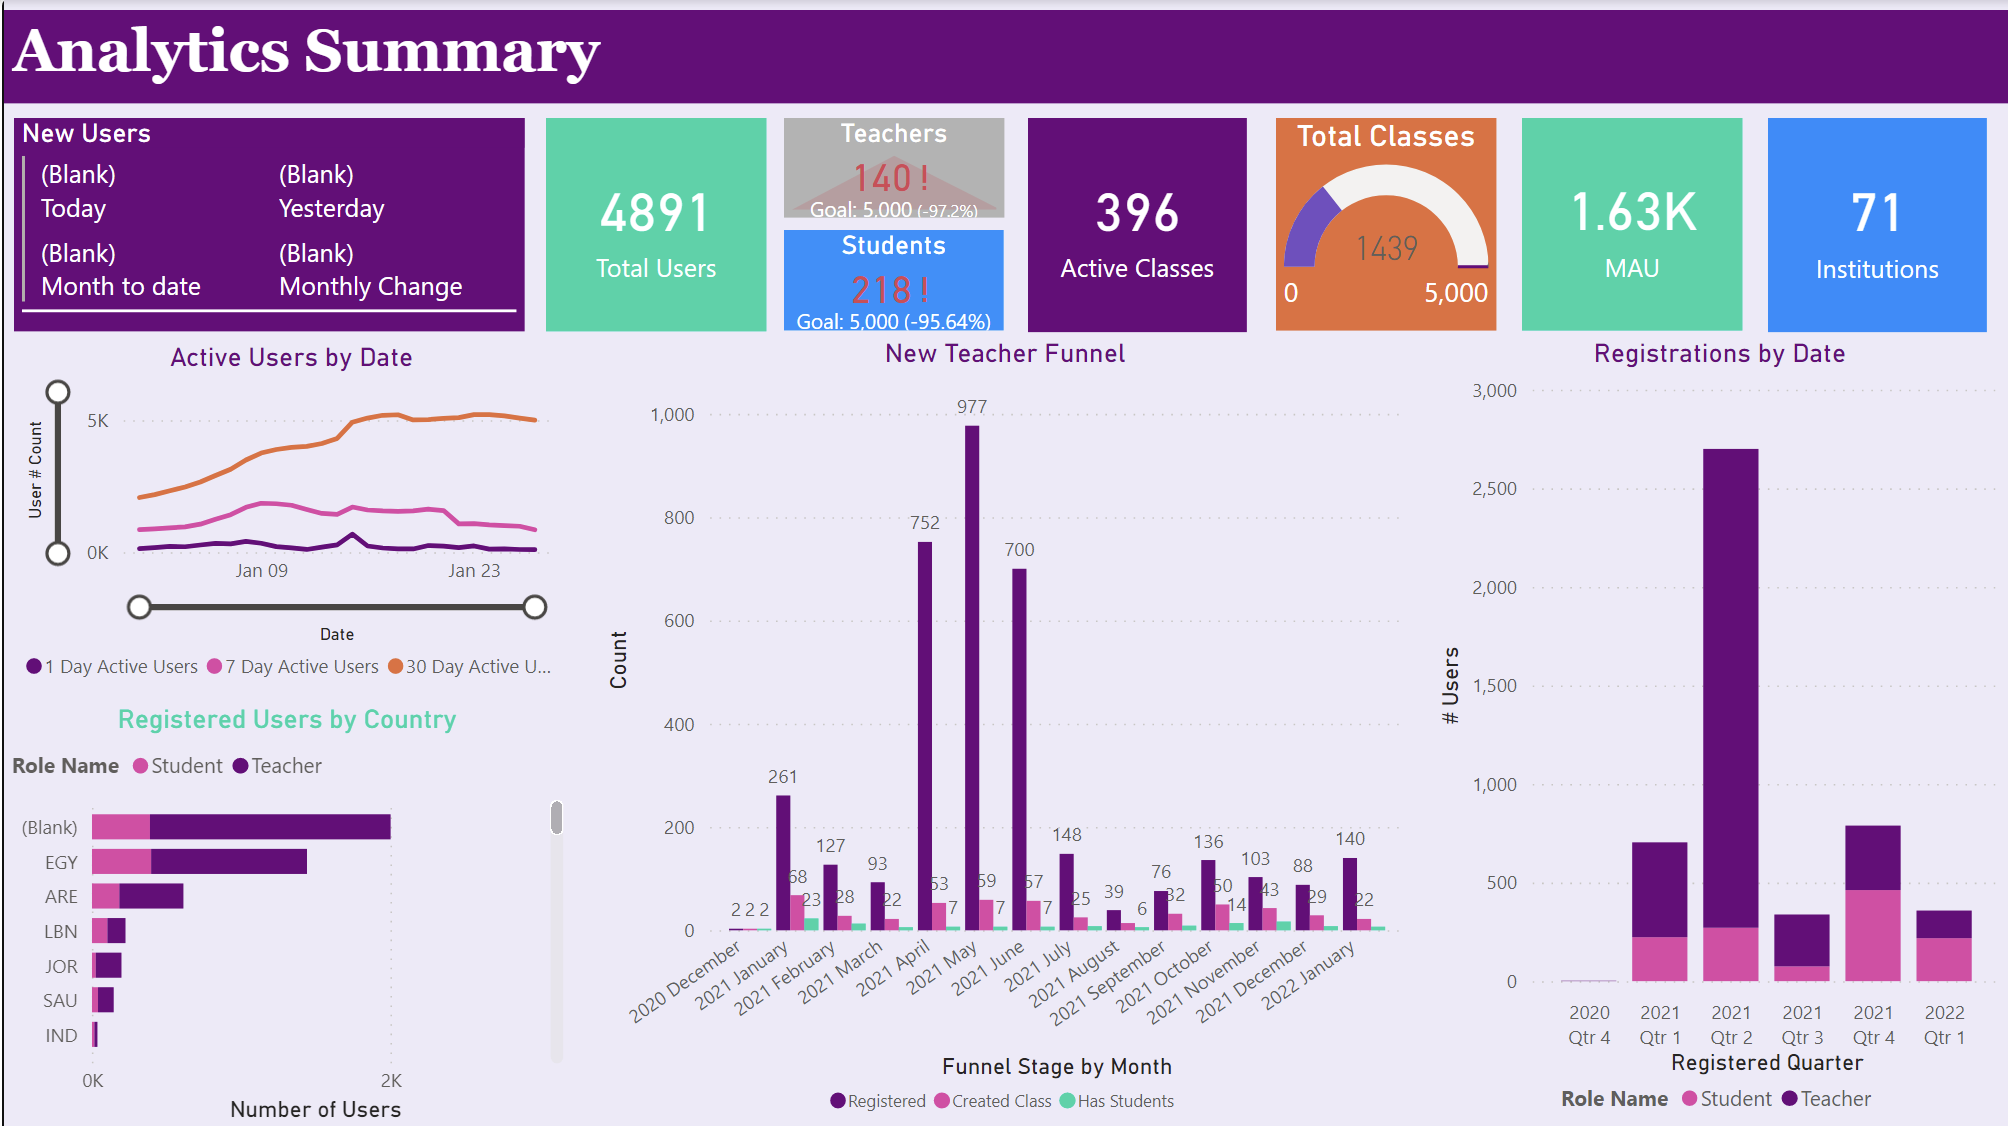 Analytics Summary
New Users
(Blank) (Blank)
Today Yesterday
(Blank) (Blank)
Month to date Monthly Change
4891
Total Users
Teachers
140 !
Goal: 5.000 (-97.2%)
Students
218 !
Goal: 5,000 (-95.64%)
396
Active Classes
Total Classes
1439
0 5,000
1.63K
MAU
71
Institutions
Active Users by Date
User # Count
5K
0K
Jan 09 Jan 23
Date
1 Day Active Users 7 Day Active Users 30 Day Active U...
Registered Users by Country
Role Name Student Teacher
(Blank)
EGY
ARE
LBN
JOR
SAU
IND
0K 2K
Number of Users
New Teacher Funnel
Count
1,000
800
600
400
200
0
2 2 2
261 68 23
127 28
93 22
752 53 7
977 59 7
700 57 7
148 25
39 6
76 32
136 50 14
103 43
88 29
140 22
2020 December
2021 January
2021 February
2021 March
2021 April
2021 May
2021 June
2021 July
2021 August
2021 September
2021 October
2021 November
2021 December
2022 January
Funnel Stage by Month
Registered Created Class Has Students
Registrations by Date
# Users
3,000
2,500
2,000
1,500
1,000
500
0
2020 2021 2021 2021 2021 2022
Qtr 4 Qtr 1 Qtr 2 Qtr 3 Qtr 4 Qtr 1
Registered Quarter
Role Name Student Teacher